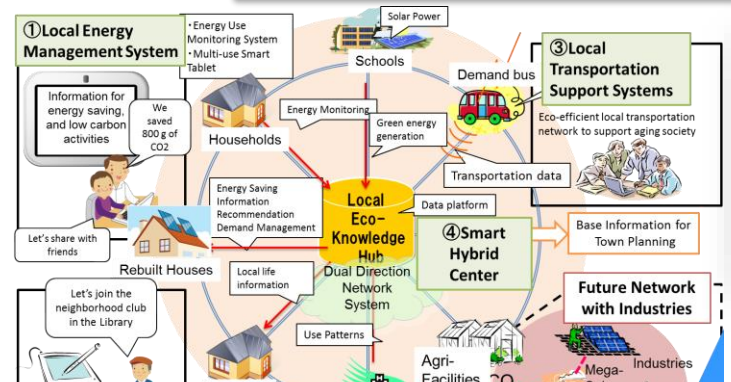 ①Local Energy
Management System
・Energy Use
Monitoring System
・Multi-use Smart
Tablet
Information for
energy saving,
and low carbon
activities
We
saved
800 g of
CO2
Let's share with
friends
Households
Solar Power
Schools
Energy Monitoring
Green energy
generation
Demand bus
③Local
Transportation
Support Systems
Eco-efficient local transportation
network to support aging society
Transportation data
Energy Saving
Information
Recommendation
Demand Management
Rebuilt Houses
Local
Eco-
Knowledge
Hub
Data platform
Dual Direction
Network
System
④Smart
Hybrid
Center
Base Information for
Town Planning
Local life
information
Let's join the
neighborhood club
in the Library
Use Patterns
Future Network
with Industries
Agri-
Facilities
CO
Mega-
Industries